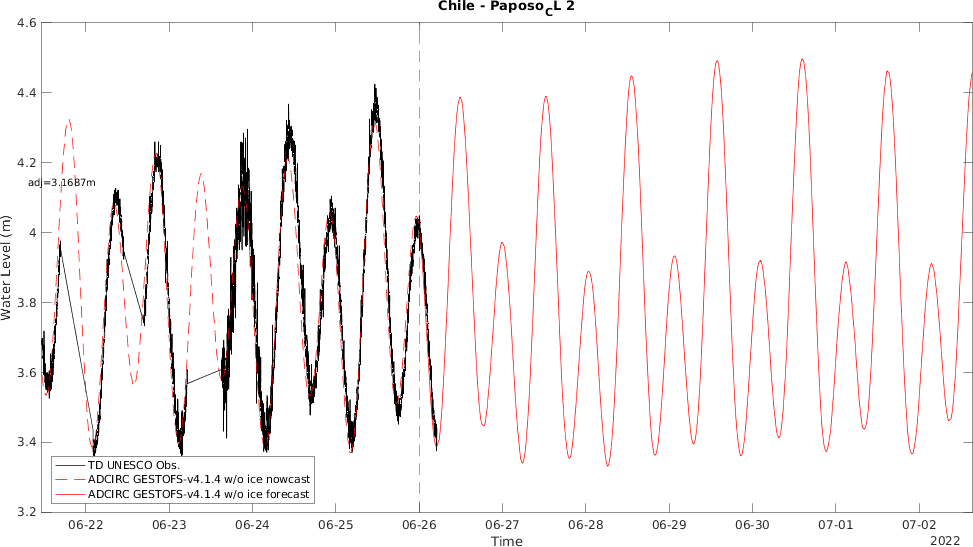 Chile - PaposoCL 2
4.6
4.4
4.2
4
3.8
3.6
3.4
3.2
Water Level (m)
adj=3.1687m
TD UNESCO Obs.
ADCIRC GESTOFS-v4.1.4 w/o ice nowcast
ADCIRC GESTOFS-v4.1.4 w/o ice forecast
06-22 06-23 06-24 06-25 06-26 06-27 06-28 06-29 06-30 07-01 07-02
Time
2022